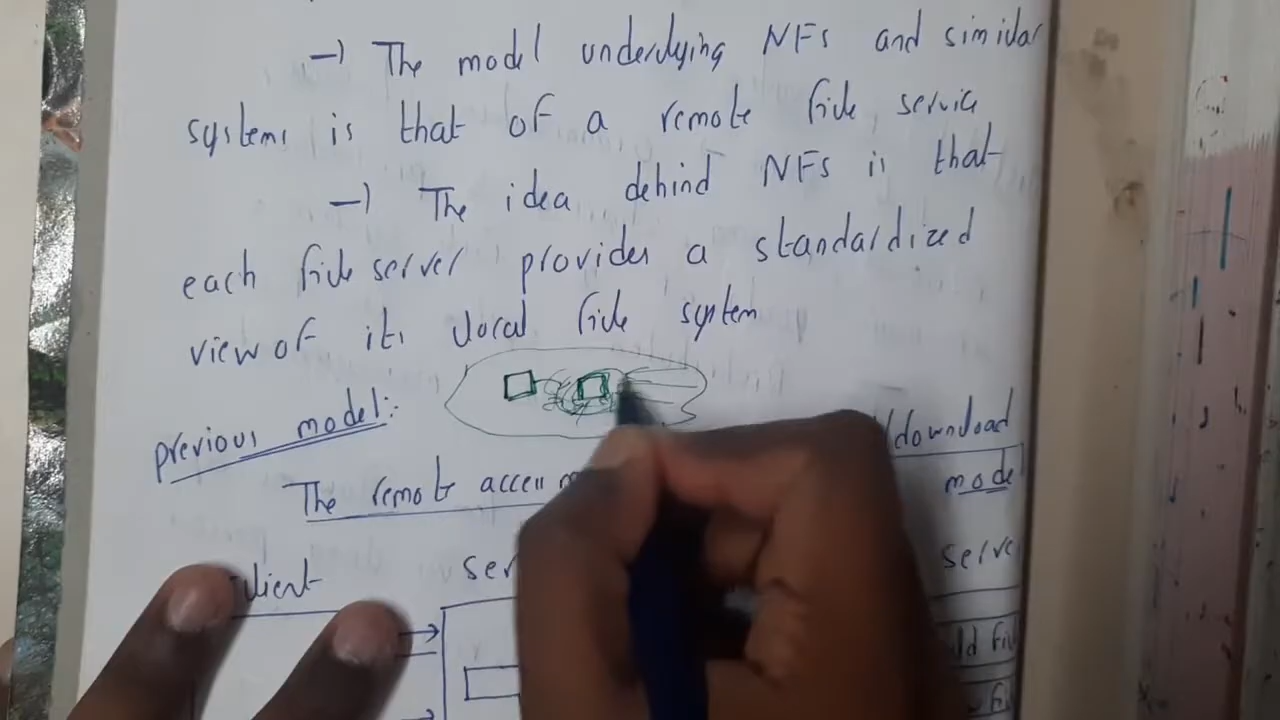 → The model underlying NFS and similar
systems is that of a remote file service
→ The idea behind NFS is that
each file server provides a standardized
view of its local file system
previous model:
/download
The remote access
model
client
server